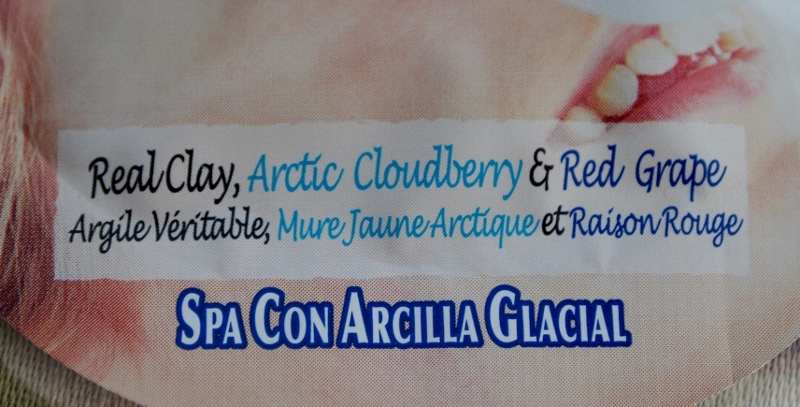 Real Clay, Arctic Cloudberry & Red Grape
Argile Véritable, Mure Jaune Arctique et Raison Rouge
SPA CON ARCILLA GLACIAL